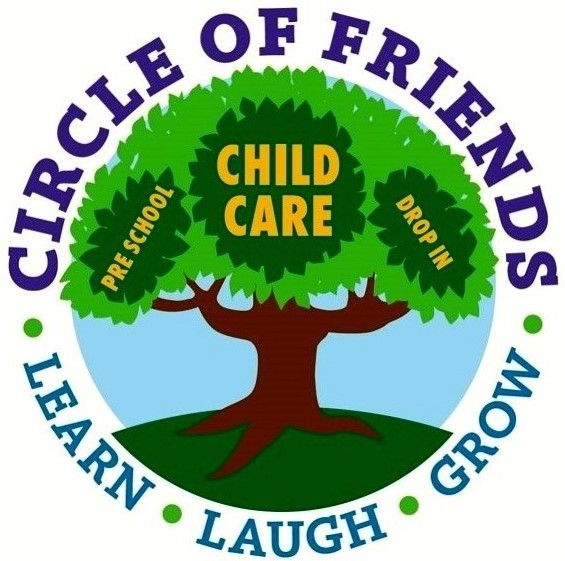 CIRCLE OF FRIENDS
PRE SCHOOL
CHILD
CARE
DROP IN
• LEARN • LAUGH • GROW •